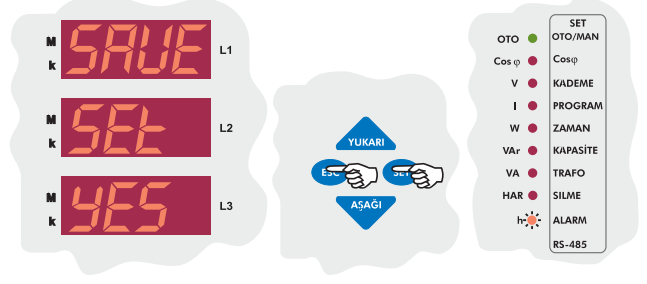 M
k
SAVE
L1
M
k
SEt
L2
M
k
YES
L3
YUKARI
ESC
SET
AŞAĞI
SET
OTO OTO/MAN
Cos φ Cosφ
V KADEME
I PROGRAM
W ZAMAN
VAr KAPASİTE
VA TRAFO
HAR SILME
h ALARM
RS-485